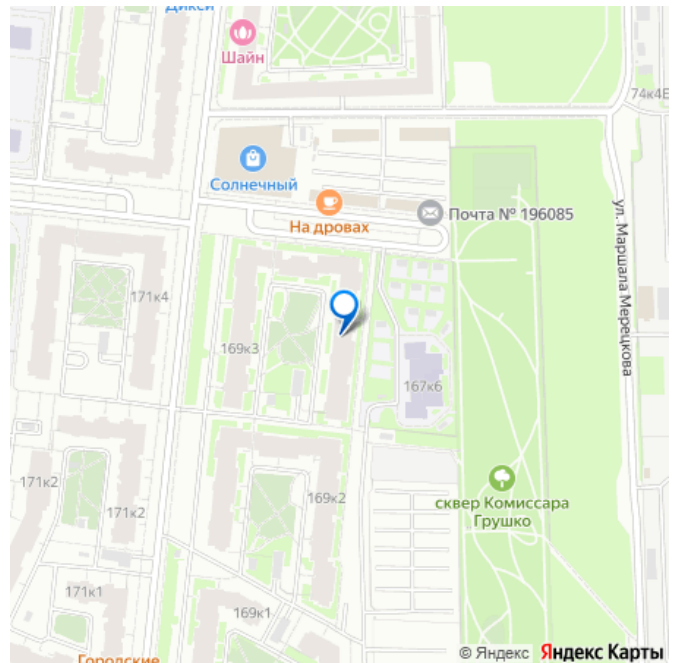 Дикси
Шайн
74к4Е
Солнечный
На дровах
Почта № 196085
ул. Маршала Мерецкова
171к4
169к3
167к6
171к2
171к2
169к2
сквер Комиссара
Грушко
171к1
169к1
Городские
© Яндекс Яндекс Карты